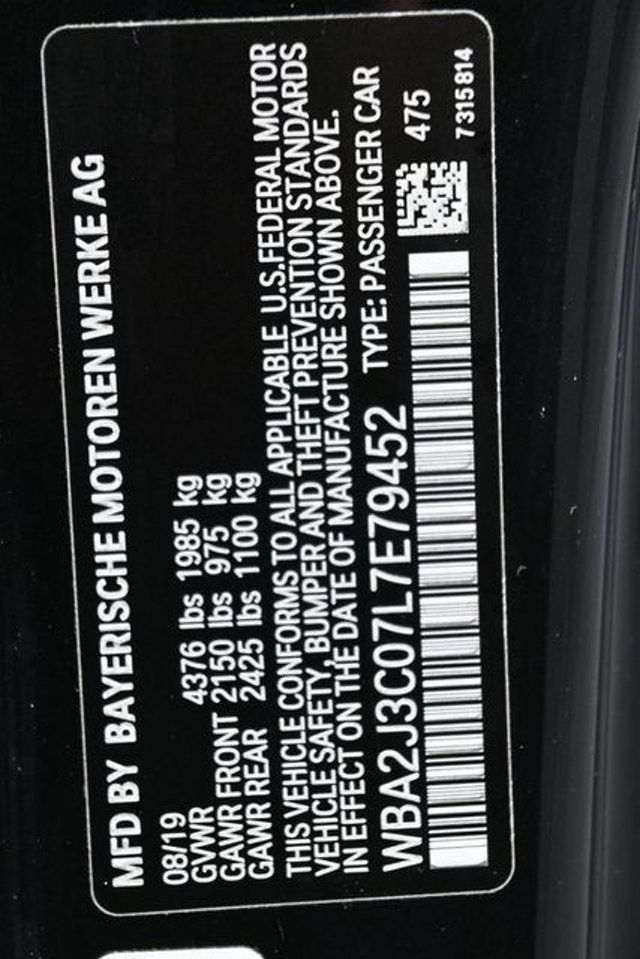 MFD BY BAYERISCHE MOTOREN WERKE AG
08/19
GVWR 4376 lbs 1985 kg
GAWR FRONT 2150 lbs 975 kg
GAWR REAR 2425 lbs 1100 kg
THIS VEHICLE CONFORMS TO ALL APPLICABLE U.S.FEDERAL MOTOR
VEHICLE SAFETY, BUMPER AND THEFT PREVENTION STANDARDS
IN EFFECT ON THE DATE OF MANUFACTURE SHOWN ABOVE.
WBA2J3C07L7E79452 TYPE: PASSENGER CAR
475
7315814